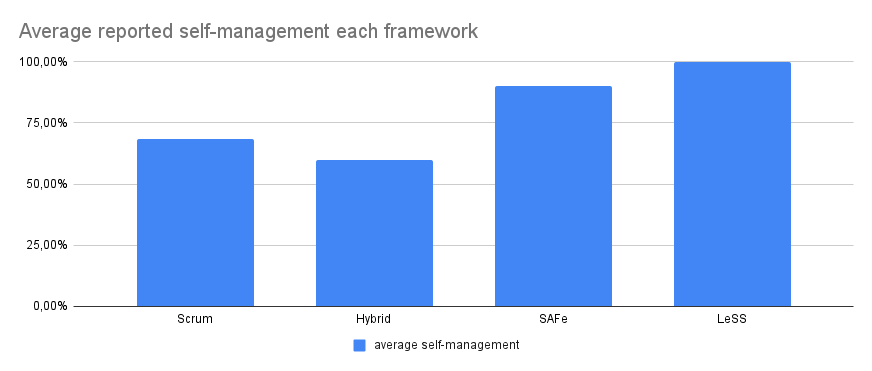 Average reported self-management each framework
100,00%
75,00%
50,00%
25,00%
0,00%
Scrum Hybrid SAFe LeSS
average self-management